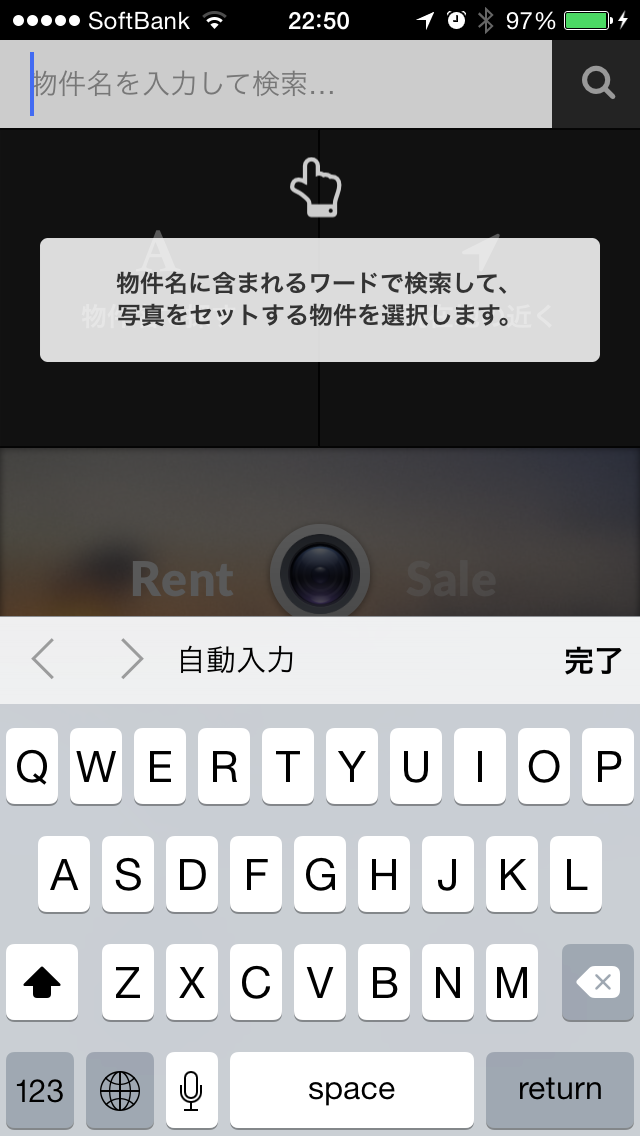 SoftBank 22:50 97%
物件名を入力して検索...
A
物件名に含まれるワードで検索して、
写真をセットする物件を選択します。
近く
Rent Sale
自動入力 完了
Q W E R T Y U I O P
A S D F G H J K L
Z X C V B N M
123 space return